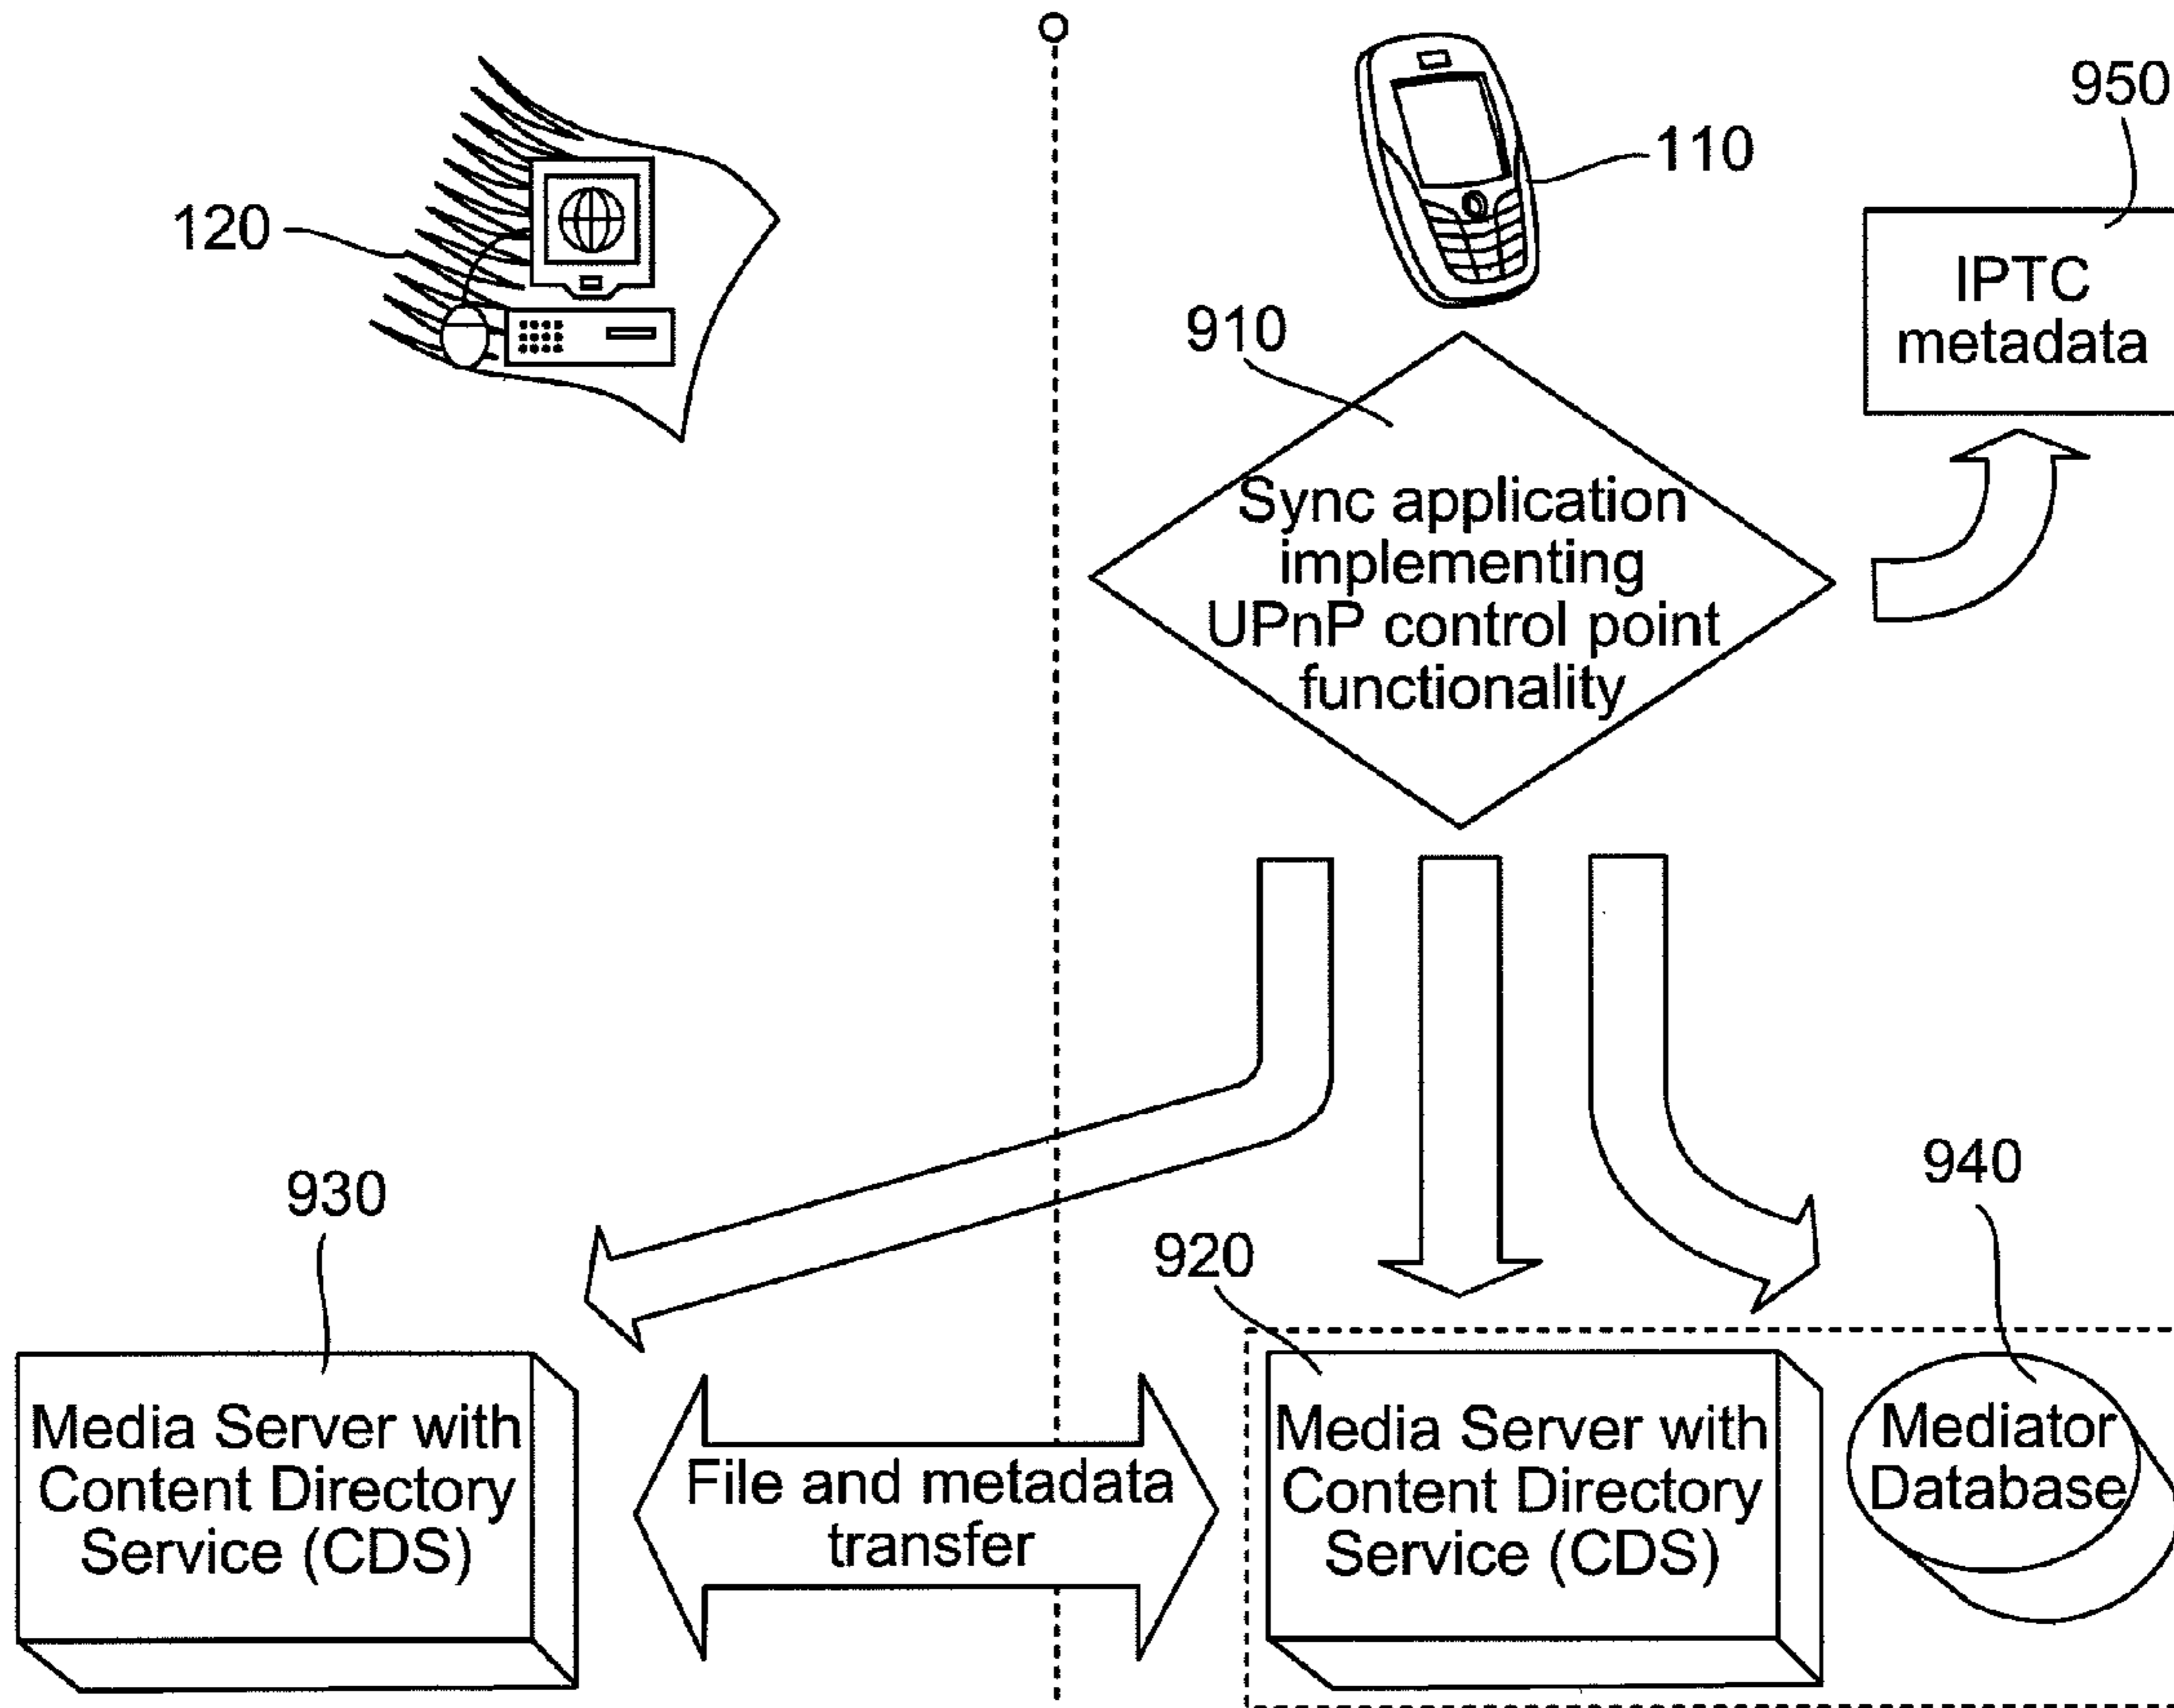 950
110
120
IPTC
metadata
910
Sync application
implementing
UPnP control point
functionality
940
930
920
Media Server with
Content Directory
Service (CDS)
File and metadata
transfer
Media Server with
Content Directory
Service (CDS)
Mediator
Database